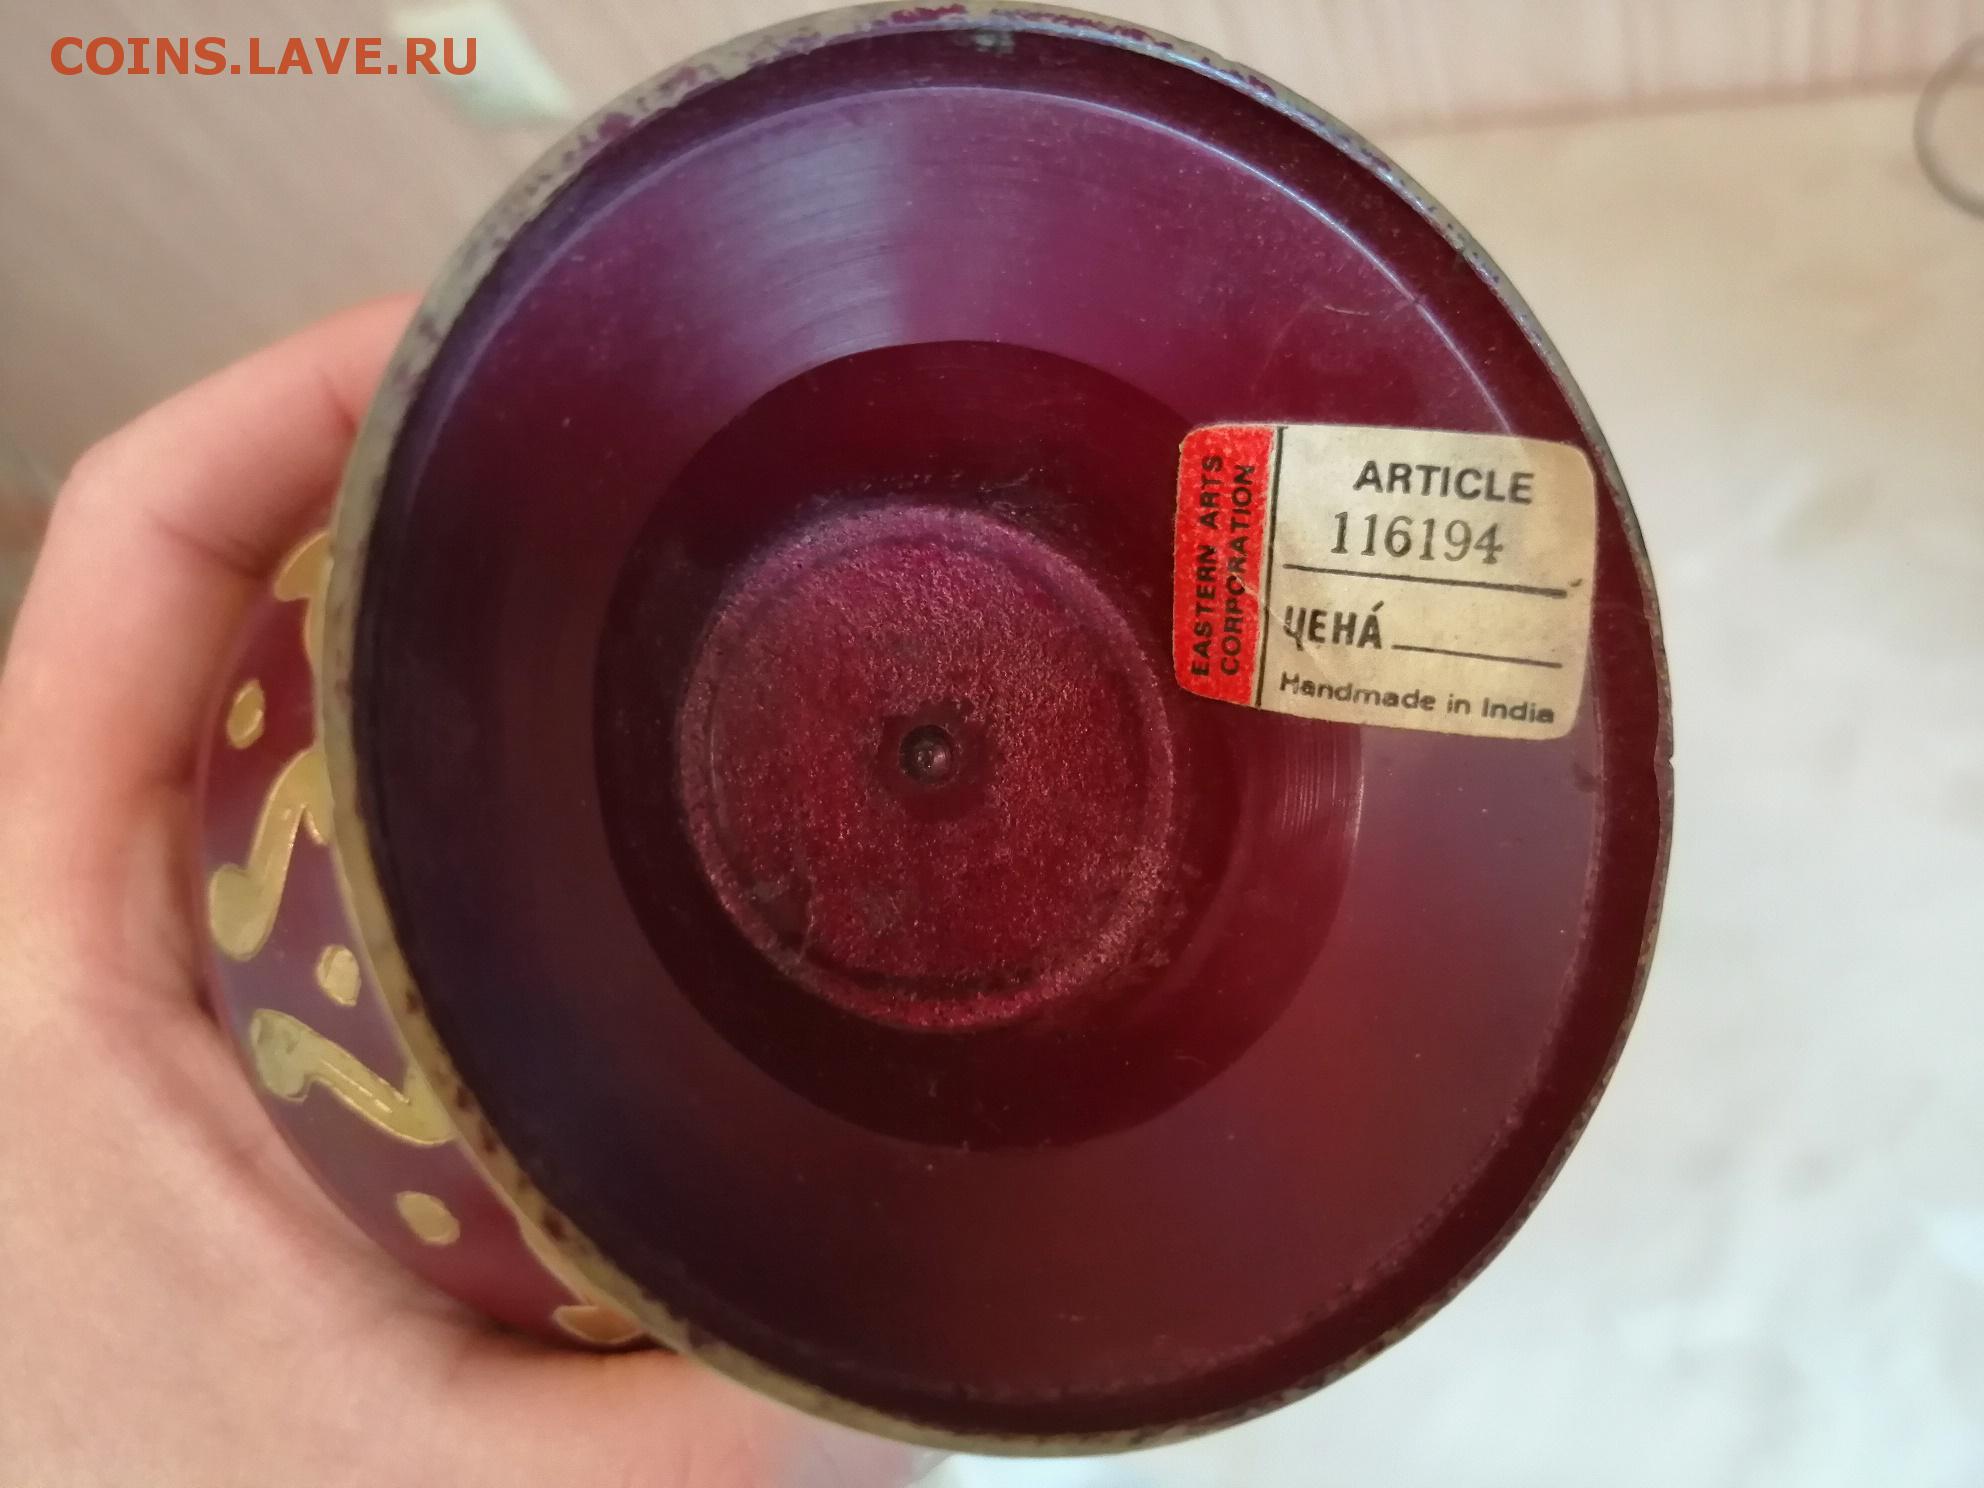 COINS.LAVE.RU
EASTERN ARTS
CORPORATION
ARTICLE
116194
ЦЕНА́
Handmade in India